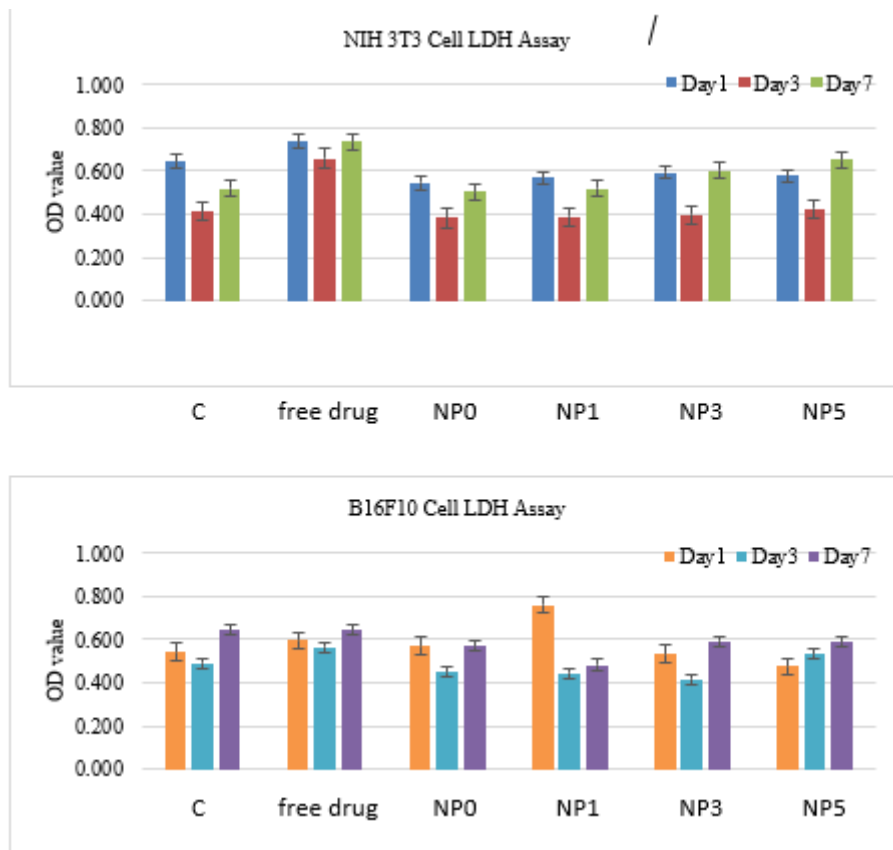 NIH 3T3 Cell LDH Assay /
Day1 Day3 Day7
1.000
0.800
0.600
0.400
0.200
0.000
OD value
C free drug NP0 NP1 NP3 NP5
B16F10 Cell LDH Assay
Day1 Day3 Day7
1.000
0.800
0.600
0.400
0.200
0.000
OD value
C free drug NP0 NP1 NP3 NP5